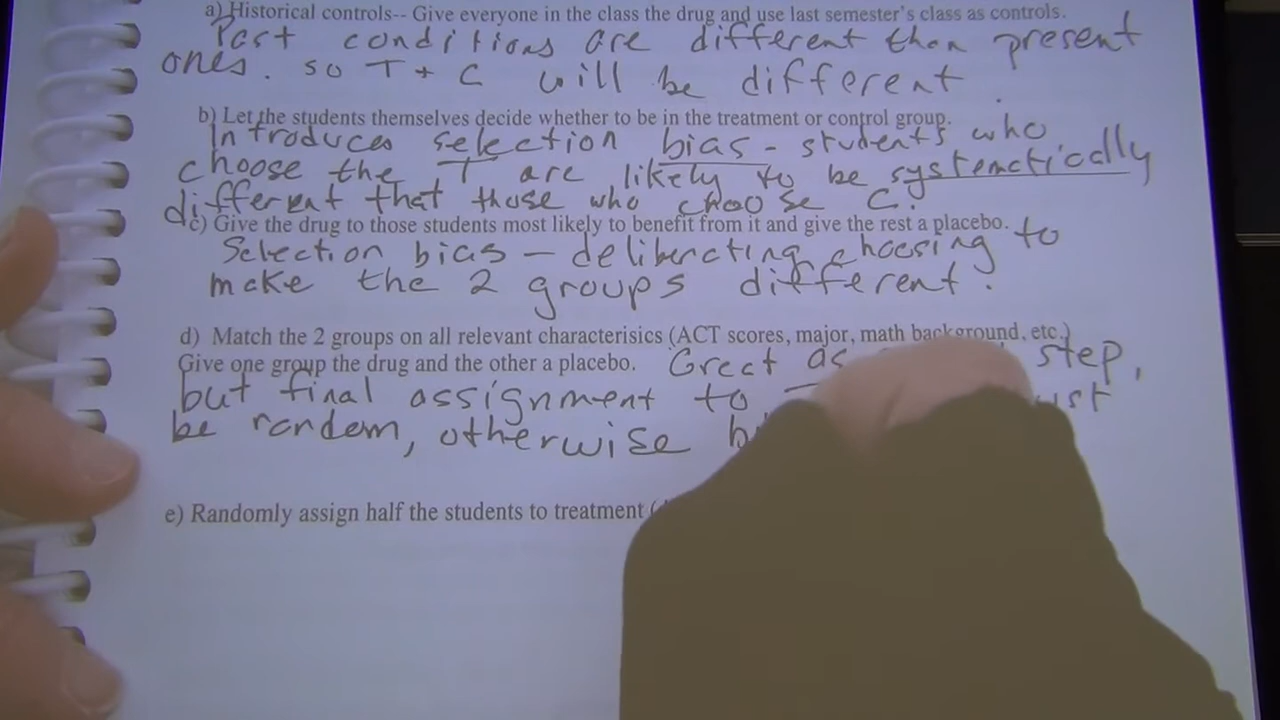 a) Historical controls-- Give everyone in the class the drug and use last semester's class as controls.
Past conditions are different than present
ones. so T + C will be different.
b) Let the students themselves decide whether to be in the treatment or control group.
Introduces selection bias - students who
choose the T are likely to be systematically
different that those who choose C.
c) Give the drug to those students most likely to benefit from it and give the rest a placebo.
Selection bias - deliberating choosing to
make the 2 groups different.
d) Match the 2 groups on all relevant characterisics (ACT scores, major, math background, etc.)
Give one group the drug and the other a placebo. Great as step,
but final assignment to
be random, otherwise
e) Randomly assign half the students to treatment